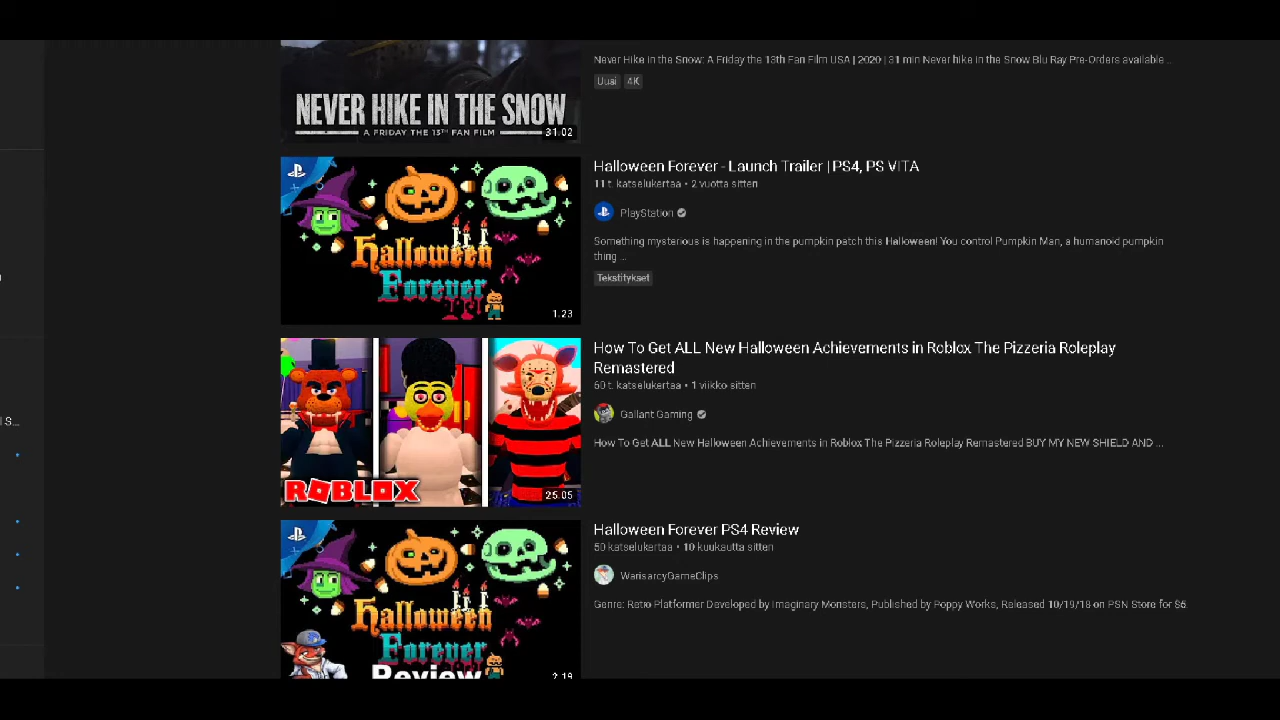 Never Hike in the Snow: A Friday the 13th Fan Film USA | 2020 | 31 min Never hike in the Snow Blu Ray Pre-Orders available ...
Uusi 4K
NEVER HIKE IN THE SNOW
A FRIDAY THE 13TH FAN FILM
31.02
Halloween Forever - Launch Trailer | PS4, PS VITA
11 t. katselukertaa • 2 vuotta sitten
PlayStation
Something mysterious is happening in the pumpkin patch this Halloween! You control Pumpkin Man, a humanoid pumpkin
thing ...
Tekstitykset
Halloween
Forever
1.23
How To Get ALL New Halloween Achievements in Roblox The Pizzeria Roleplay
Remastered
60 t. katselukertaa • 1 viikko sitten
Gallant Gaming
How To Get ALL New Halloween Achievements in Roblox The Pizzeria Roleplay Remastered BUY MY NEW SHIELD AND ...
ROBLOX
25.05
l S...
Halloween Forever PS4 Review
50 katselukertaa • 10 kuukautta sitten
WarisarcyGameClips
Genre: Retro Platformer Developed by Imaginary Monsters, Published by Poppy Works, Released 10/19/18 on PSN Store for $6.
Halloween
Forever
Review
2.19